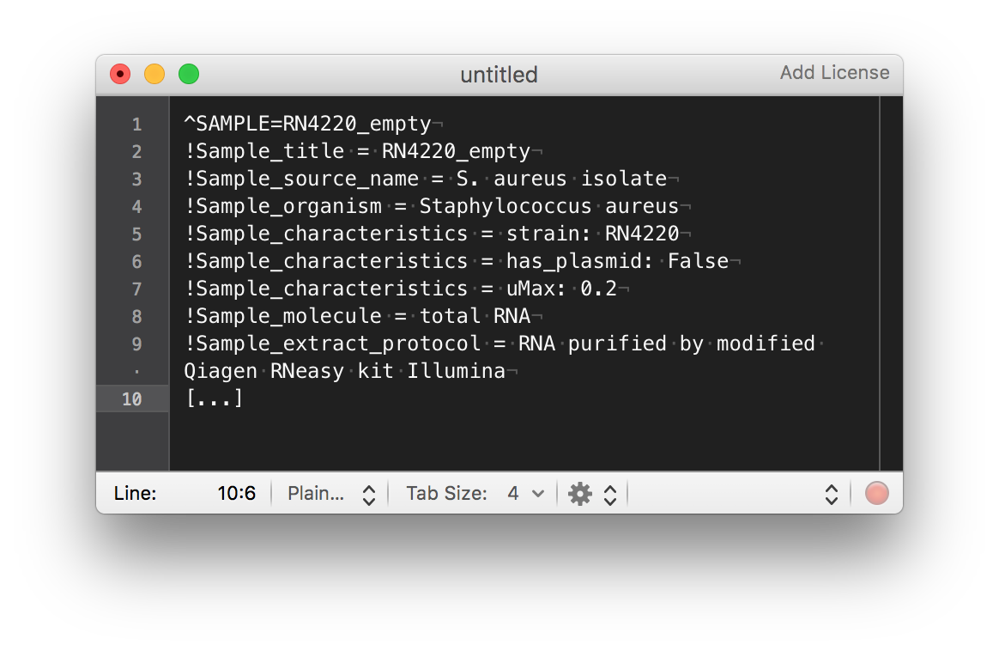 untitled
Add License
1 ^SAMPLE=RN4220_empty¬
2 !Sample_title·=·RN4220_empty¬
3 !Sample_source_name·=·S.·aureus·isolate¬
4 !Sample_organism·=·Staphylococcus·aureus¬
5 !Sample_characteristics·=·strain:·RN4220¬
6 !Sample_characteristics·=·has_plasmid:·False¬
7 !Sample_characteristics·=·uMax:·0.2¬
8 !Sample_molecule·=·total·RNA¬
9 !Sample_extract_protocol·=·RNA·purified·by·modified·
· Qiagen·RNeasy·kit·Illumina¬
10 [...]
Line: 10:6 Plain... Tab Size: 4